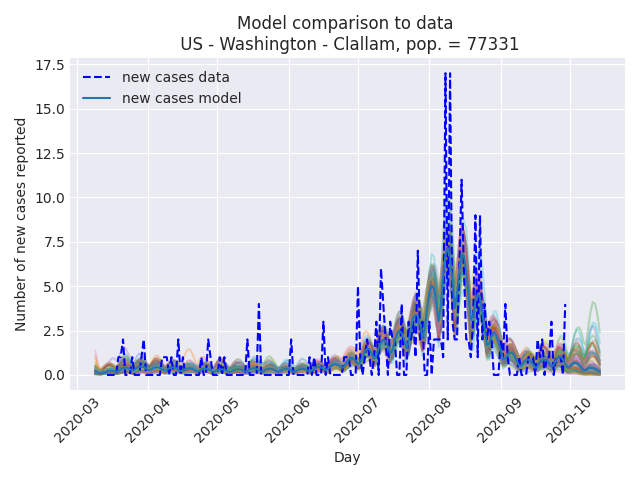 Model comparison to data
US - Washington - Clallam, pop. = 77331
new cases data
new cases model
Number of new cases reported
17.5
15.0
12.5
10.0
7.5
5.0
2.5
0.0
2020-03
2020-04
2020-05
2020-06
2020-07
2020-08
2020-09
2020-10
Day